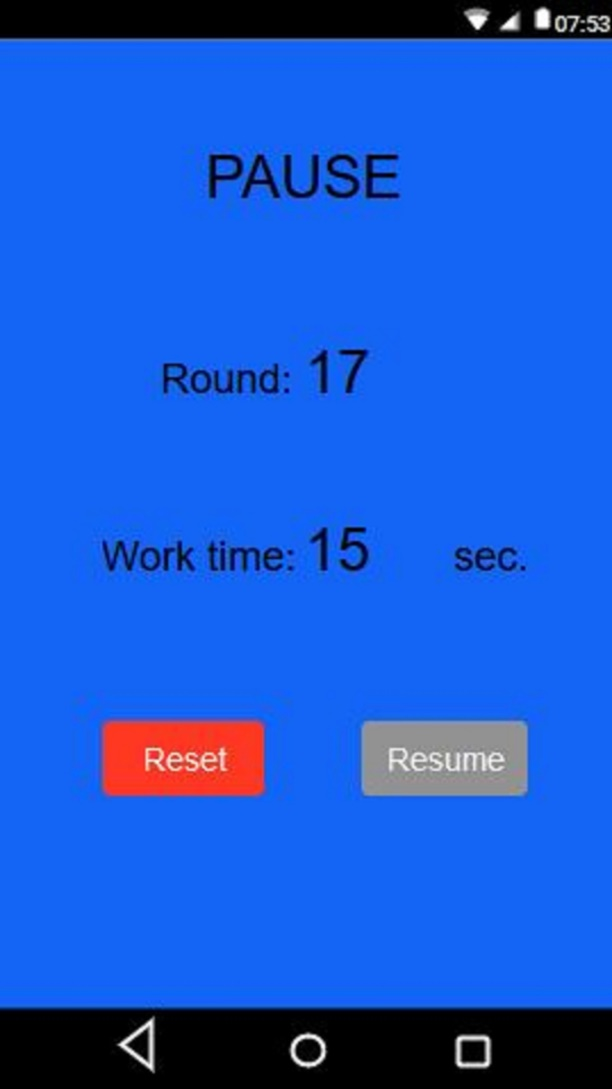 07:53
PAUSE
Round: 17
Work time: 15 sec.
Reset Resume